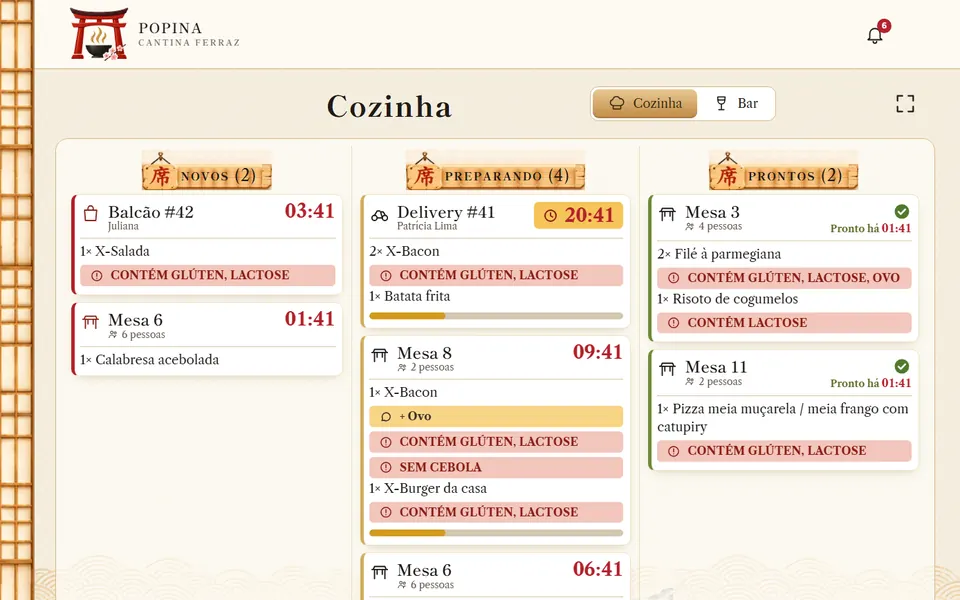 POPINA
CANTINA FERRAZ
6
Cozinha
Cozinha
Bar
席 NOVOS (2)
Balcão #42
03:41
Juliana
1× X-Salada
CONTÉM GLÚTEN, LACTOSE
Mesa 6
01:41
6 pessoas
1× Calabresa acebolada
席 PREPARANDO (4)
Delivery #41
20:41
Patrícia Lima
2× X-Bacon
CONTÉM GLÚTEN, LACTOSE
1× Batata frita
Mesa 8
09:41
2 pessoas
1× X-Bacon
+ Ovo
CONTÉM GLÚTEN, LACTOSE
SEM CEBOLA
1× X-Burger da casa
CONTÉM GLÚTEN, LACTOSE
Mesa 6
06:41
6 pessoas
席 PRONTOS (2)
Mesa 3
4 pessoas
Pronto há 01:41
2× Filé à parmegiana
CONTÉM GLÚTEN, LACTOSE, OVO
1× Risoto de cogumelos
CONTÉM LACTOSE
Mesa 11
2 pessoas
Pronto há 01:41
1× Pizza meia muçarela / meia frango com
catupiry
CONTÉM GLÚTEN, LACTOSE